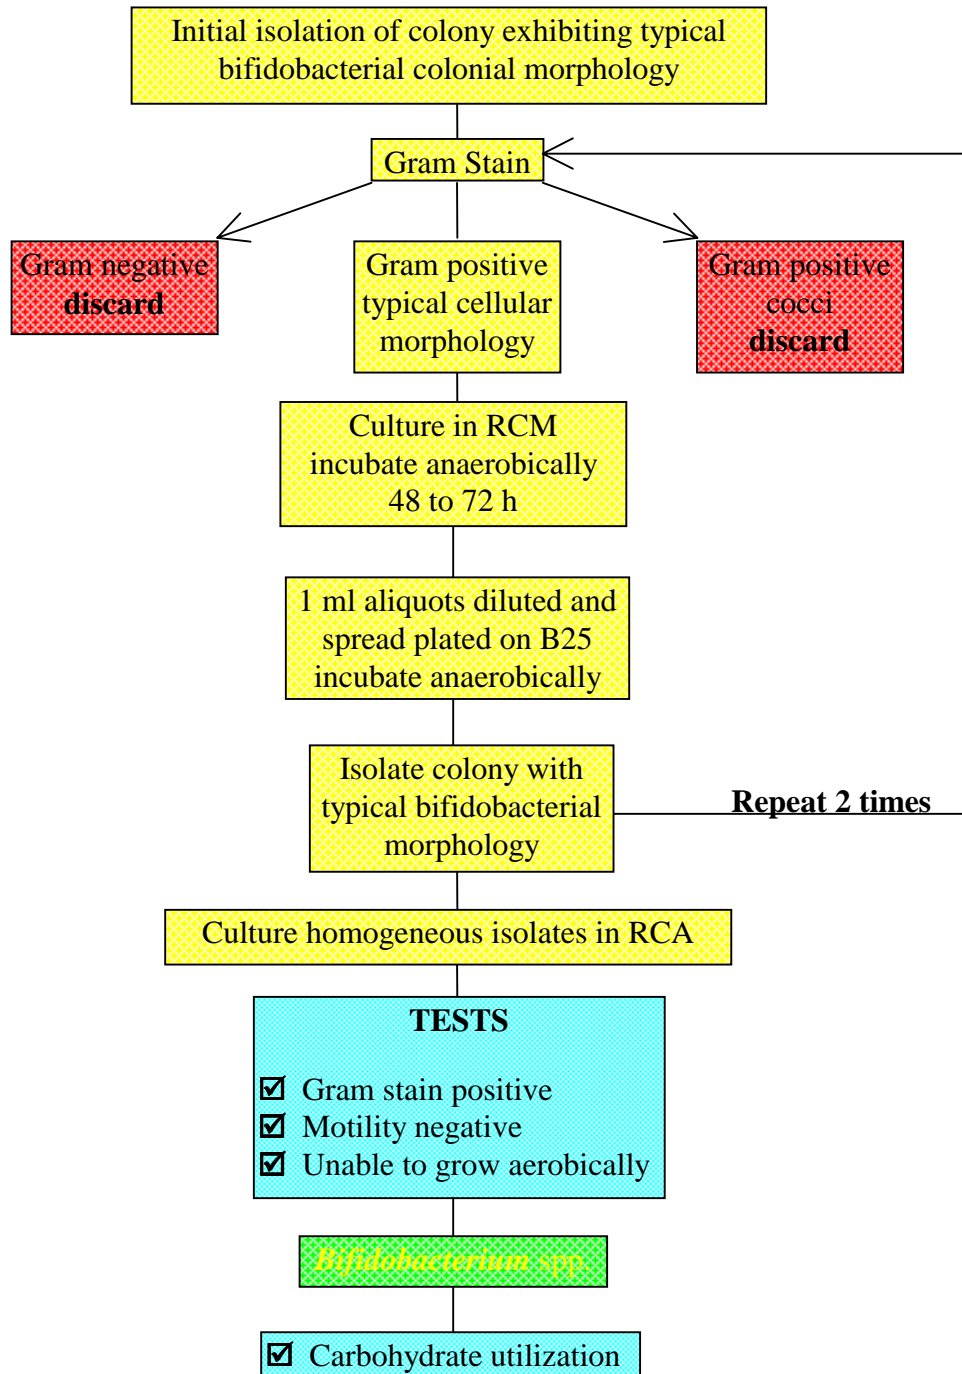 Initial isolation of colony exhibiting typical
bifidobacterial colonial morphology
Gram Stain
Gram negative
discard
Gram positive
typical cellular
morphology
Gram positive
cocci
discard
Culture in RCM
incubate anaerobically
48 to 72 h
1 ml aliquots diluted and
spread plated on B25
incubate anaerobically
Isolate colony with
typical bifidobacterial
morphology
Repeat 2 times
Culture homogeneous isolates in RCA
TESTS
☑ Gram stain positive
☑ Motility negative
☑ Unable to grow aerobically
Bifidobacterium spp.
☑ Carbohydrate utilization